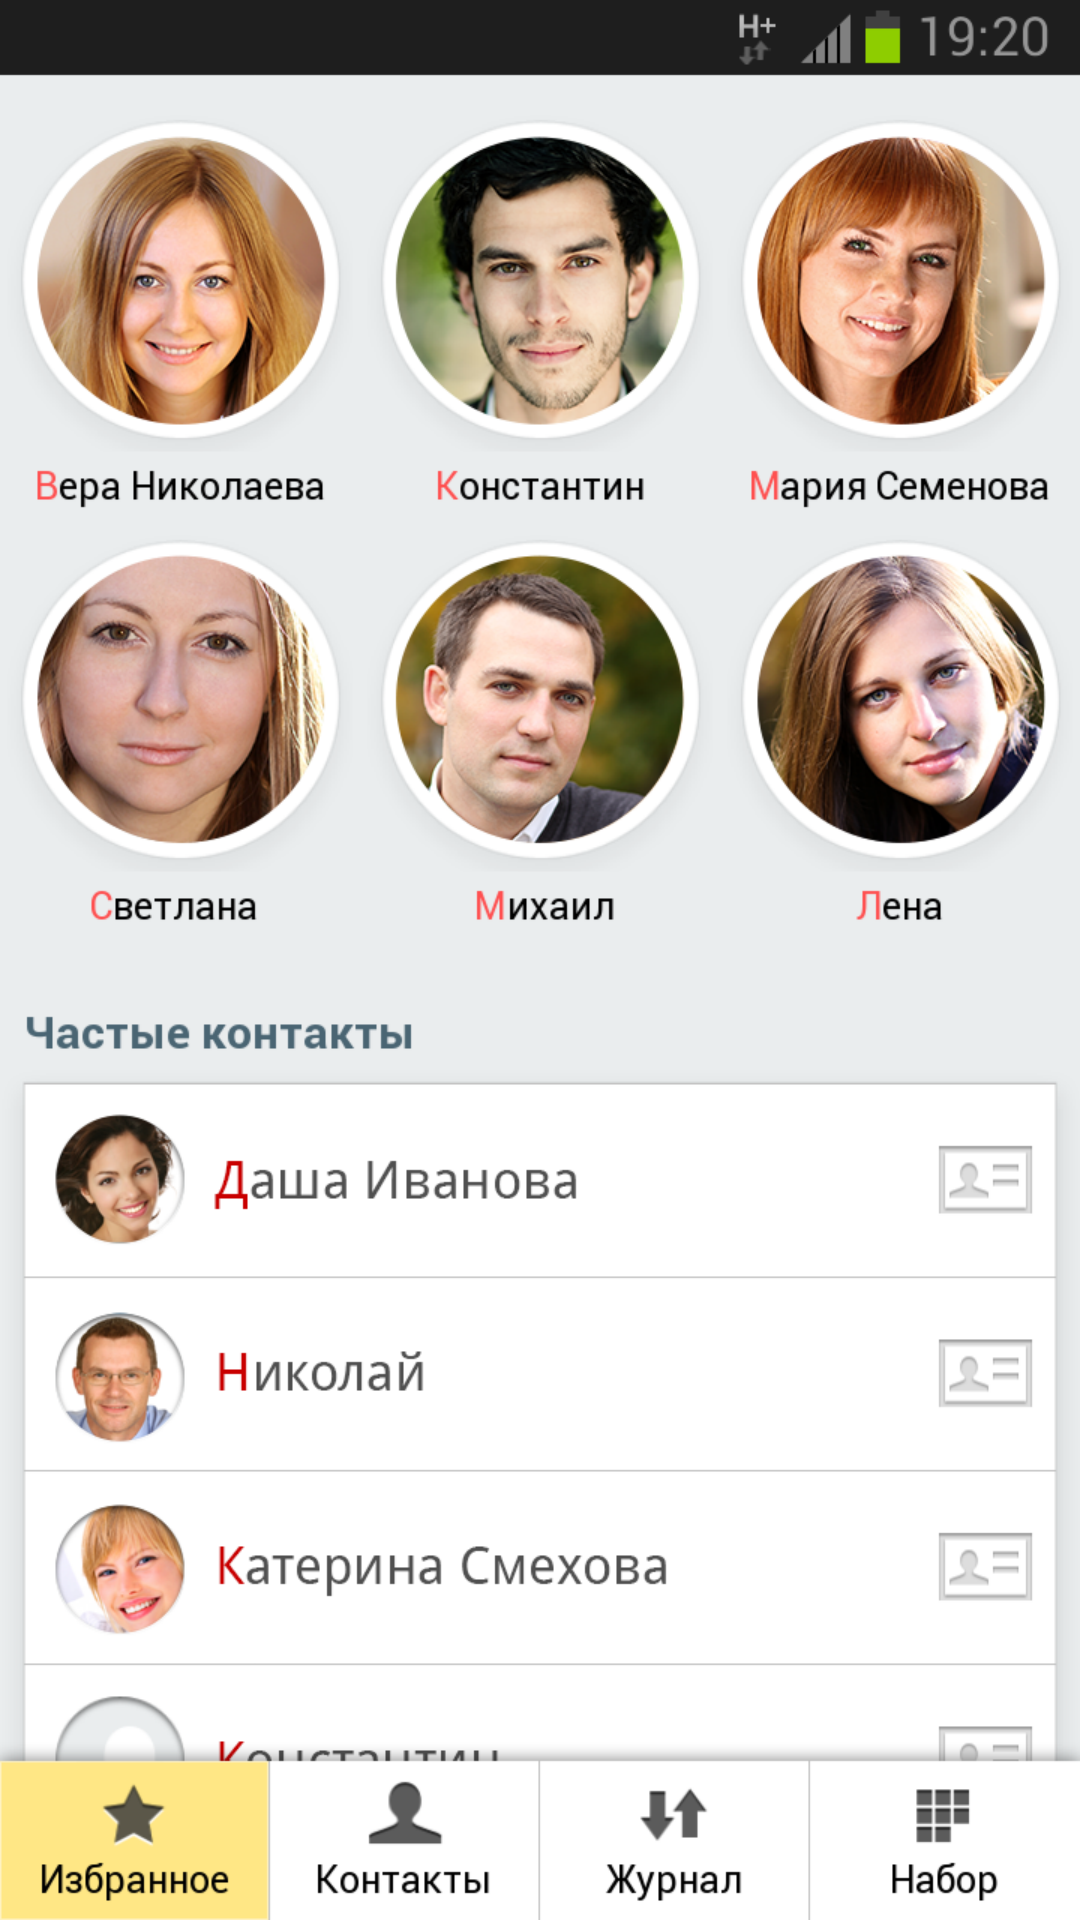 H+ 19:20
Вера Николаева Константин Мария Семенова
Светлана Михаил Лена
Частые контакты
Даша Иванова
Николай
Катерина Смехова
Константин
Избранное Контакты Журнал Набор